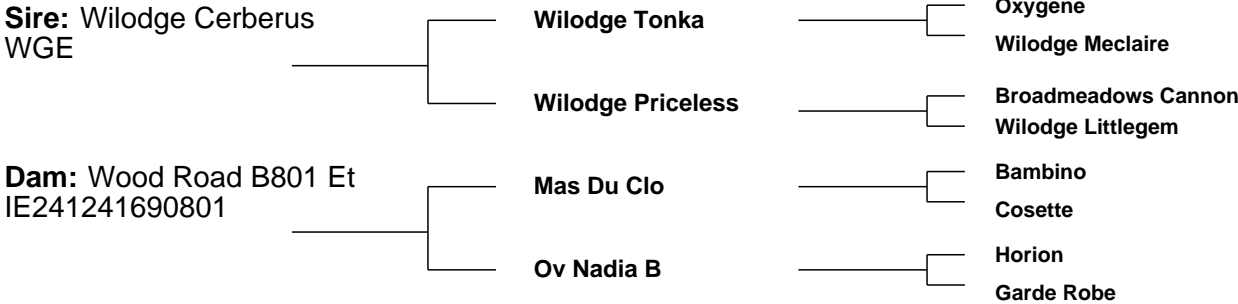 Oxygene
Sire: Wilodge Cerberus
WGE
Wilodge Tonka
Wilodge Meclaire
Wilodge Priceless
Broadmeadows Cannon
Wilodge Littlegem
Dam: Wood Road B801 Et
IE241241690801
Mas Du Clo
Bambino
Cosette
Ov Nadia B
Horion
Garde Robe